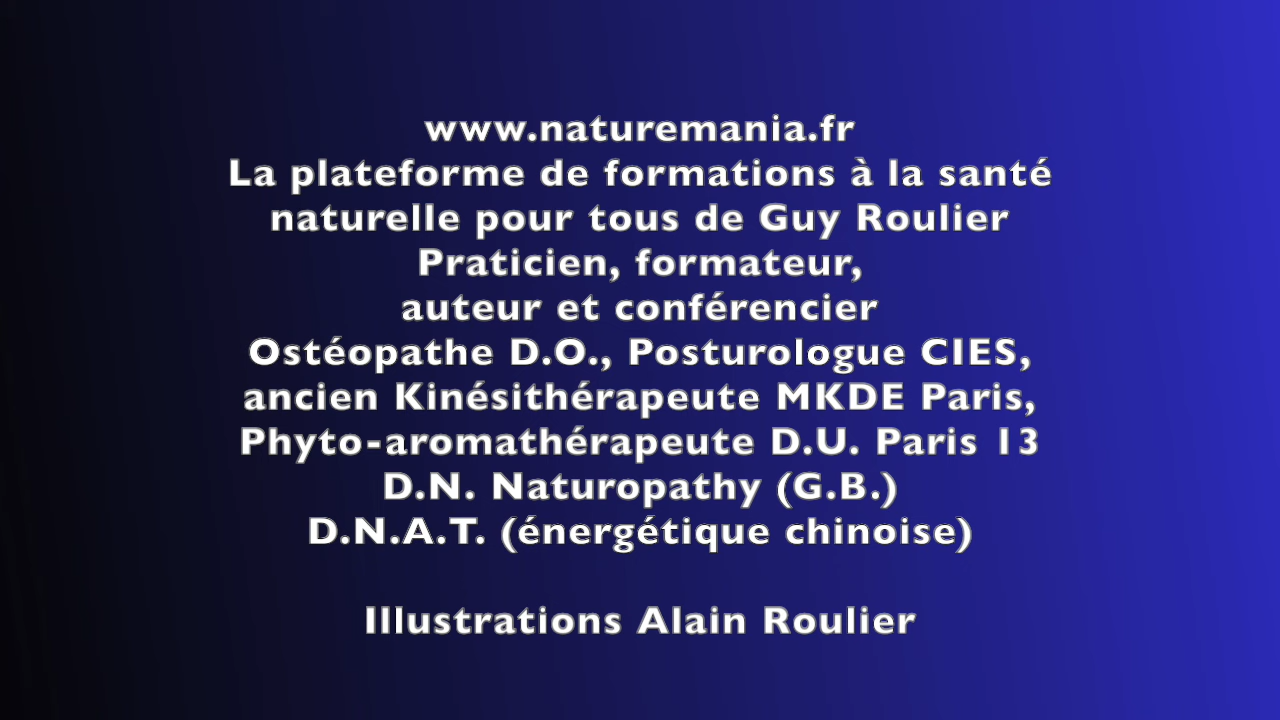 www.naturemania.fr
La plateforme de formations à la santé
naturelle pour tous de Guy Roulier
Praticien, formateur,
auteur et conférencier
Ostéopathe D.O., Posturologue CIES,
ancien Kinésithérapeute MKDE Paris,
Phyto-aromathérapeute D.U. Paris 13
D.N. Naturopathy (G.B.)
D.N.A.T. (énergétique chinoise)
Illustrations Alain Roulier